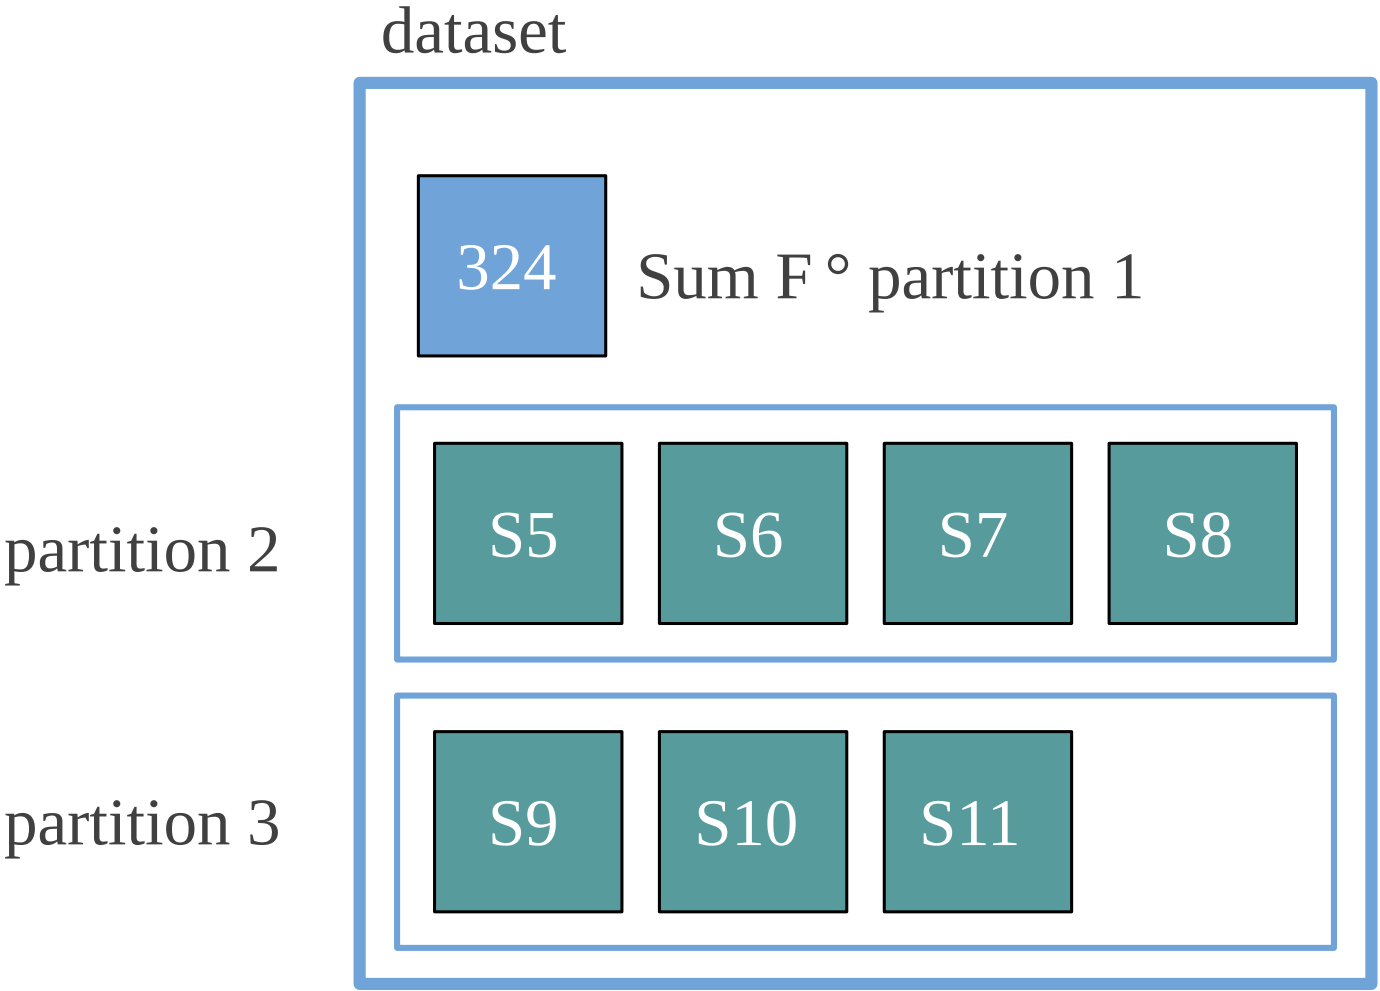 dataset
324
Sum F ° partition 1
partition 2
S5 S6 S7 S8
partition 3
S9 S10 S11